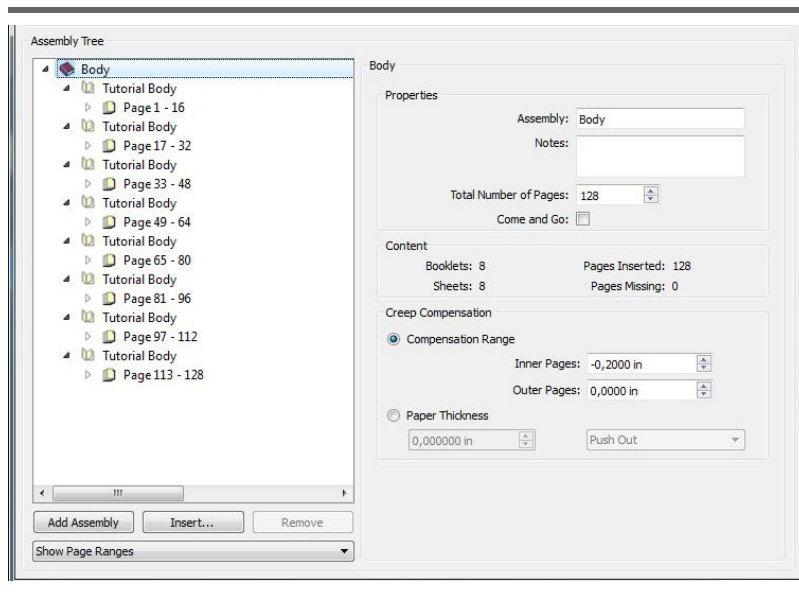 Assembly Tree
Body
Tutorial Body
Page 1 - 16
Tutorial Body
Page 17 - 32
Tutorial Body
Page 33 - 48
Tutorial Body
Page 49 - 64
Tutorial Body
Page 65 - 80
Tutorial Body
Page 81 - 96
Tutorial Body
Page 97 - 112
Tutorial Body
Page 113 - 128
Add Assembly Insert... Remove
Show Page Ranges
Body
Properties
Assembly: Body
Notes:
Total Number of Pages: 128
Come and Go:
Content
Booklets: 8 Pages Inserted: 128
Sheets: 8 Pages Missing: 0
Creep Compensation
Compensation Range
Inner Pages: -0,2000 in
Outer Pages: 0,0000 in
Paper Thickness
0,000000 in Push Out